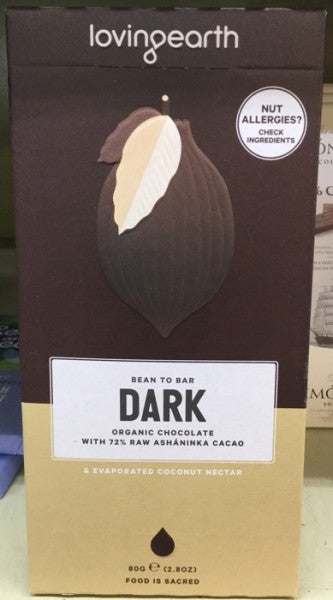 lovingearth
NUT
ALLERGIES?
CHECK
INGREDIENTS
BEAN TO BAR
DARK
ORGANIC CHOCOLATE
WITH 72% RAW ASHÁNINKA CACAO
& EVAPORATED COCONUT NECTAR
80G ℮ (2.8OZ)
FOOD IS SACRED